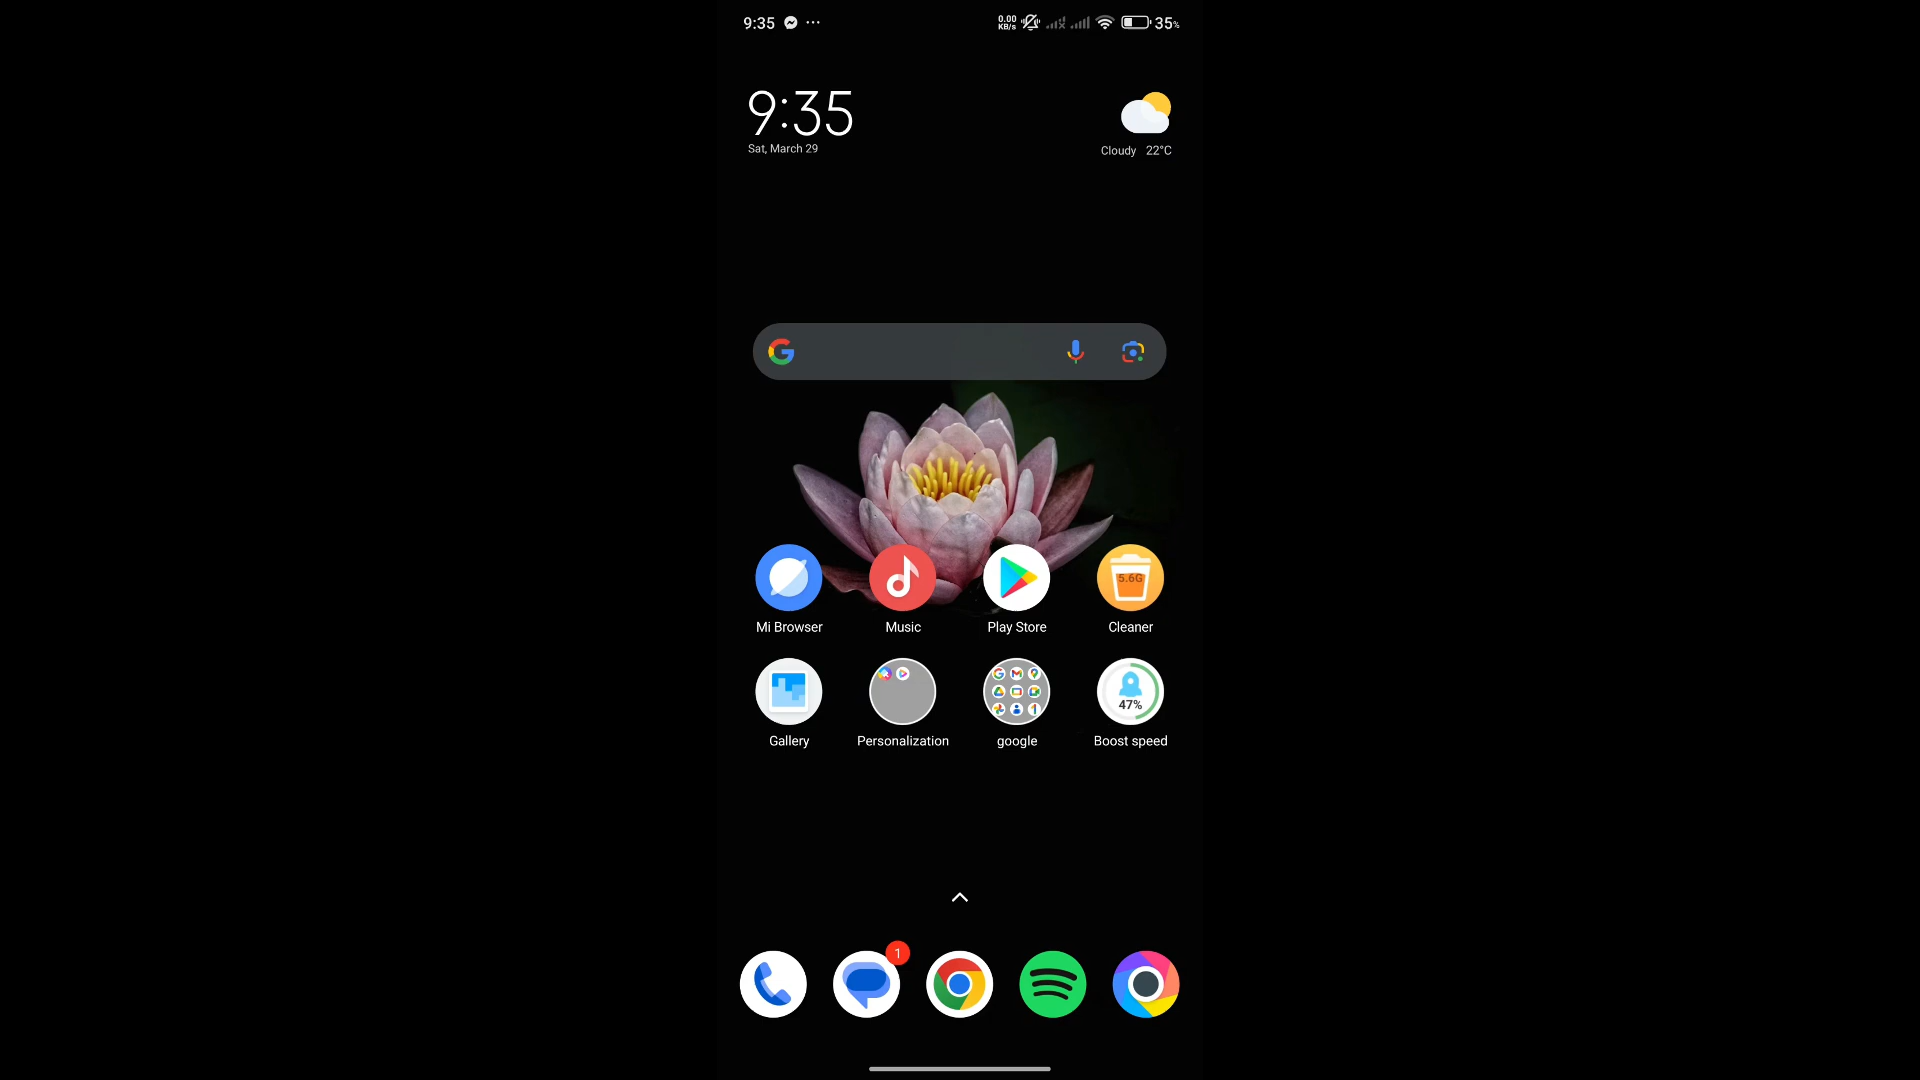 9:35 ... 0.00 KB/s 35%
9:35
Sat, March 29
Cloudy 22°C
5.6G
Mi Browser Music Play Store Cleaner
47%
Gallery Personalization google Boost speed
1